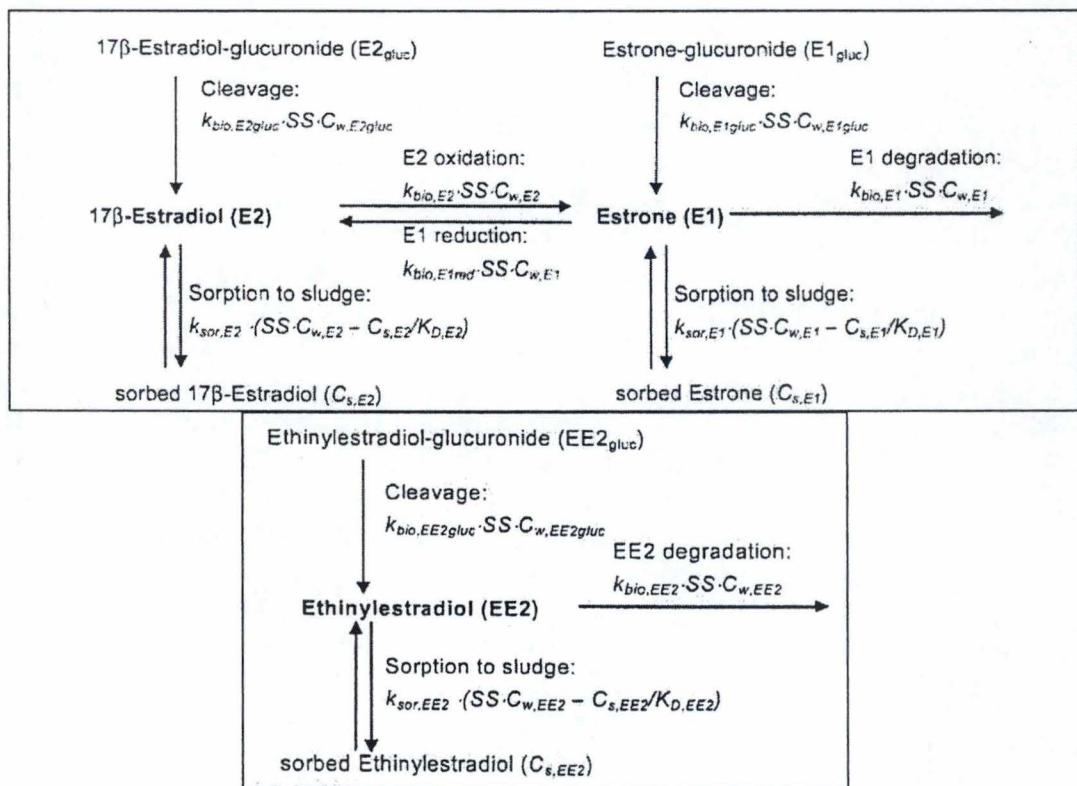 17β-Estradiol-glucuronide (E2gluc)
Estrone-glucuronide (E1gluc)
Cleavage:
kbio,E2gluc·SS·Cw,E2gluc
Cleavage:
kbio,E1gluc·SS·Cw,E1gluc
E2 oxidation:
kbio,E2·SS·Cw,E2
E1 degradation:
kbio,E1·SS·Cw,E1
17β-Estradiol (E2)
Estrone (E1)
E1 reduction:
kbio,E1red·SS·Cw,E1
Sorption to sludge:
ksor,E2 ·(SS·Cw,E2 – Cs,E2/KD,E2)
Sorption to sludge:
ksor,E1·(SS·Cw,E1 – Cs,E1/KD,E1)
sorbed 17β-Estradiol (Cs,E2)
sorbed Estrone (Cs,E1)
Ethinylestradiol-glucuronide (EE2gluc)
Cleavage:
kbio,EE2gluc·SS·Cw,EE2gluc
EE2 degradation:
kbio,EE2·SS·Cw,EE2
Ethinylestradiol (EE2)
Sorption to sludge:
ksor,EE2 ·(SS·Cw,EE2 – Cs,EE2/KD,EE2)
sorbed Ethinylestradiol (Cs,EE2)